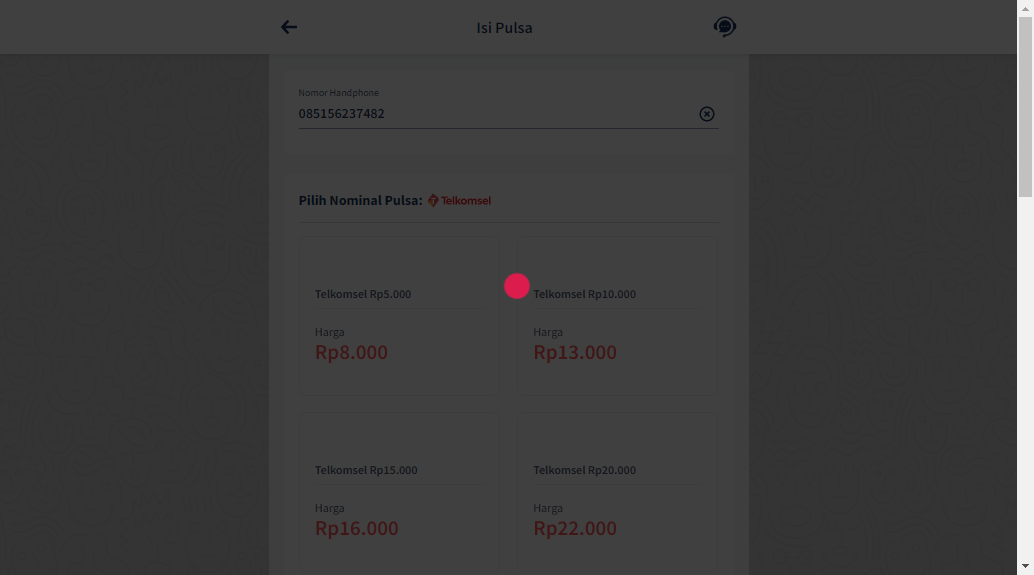 Isi Pulsa
Nomor Handphone
085156237482
Pilih Nominal Pulsa: Telkomsel
Telkomsel Rp5.000
Harga
Rp8.000
Telkomsel Rp10.000
Harga
Rp13.000
Telkomsel Rp15.000
Harga
Rp16.000
Telkomsel Rp20.000
Harga
Rp22.000